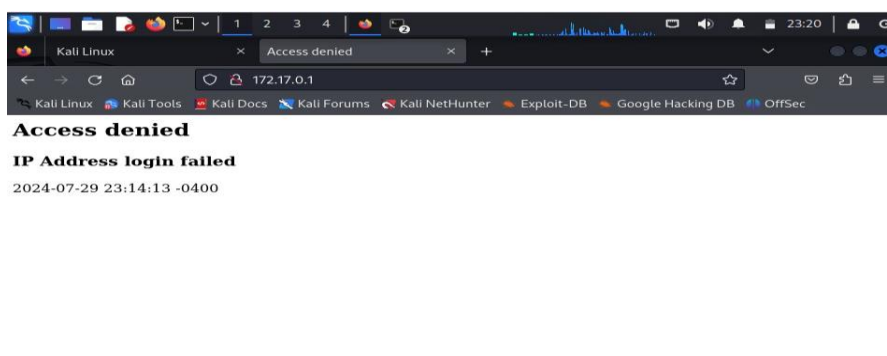 1 2 3 4 23:20
Kali Linux Access denied
172.17.0.1
Kali Linux Kali Tools Kali Docs Kali Forums Kali NetHunter Exploit-DB Google Hacking DB OffSec
Access denied
IP Address login failed
2024-07-29 23:14:13 -0400